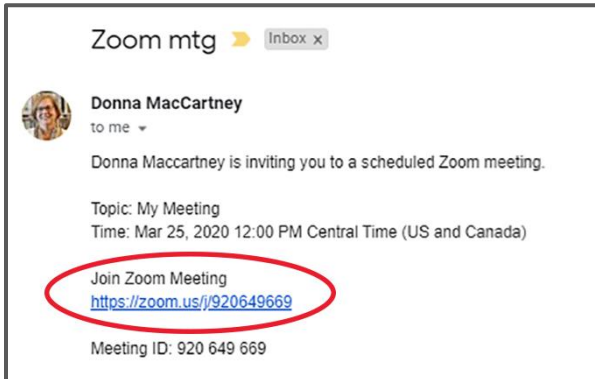 Zoom mtg Inbox x
Donna MacCartney
to me
Donna Maccartney is inviting you to a scheduled Zoom meeting.
Topic: My Meeting
Time: Mar 25, 2020 12:00 PM Central Time (US and Canada)
Join Zoom Meeting
https://zoom.us/j/920649669
Meeting ID: 920 649 669